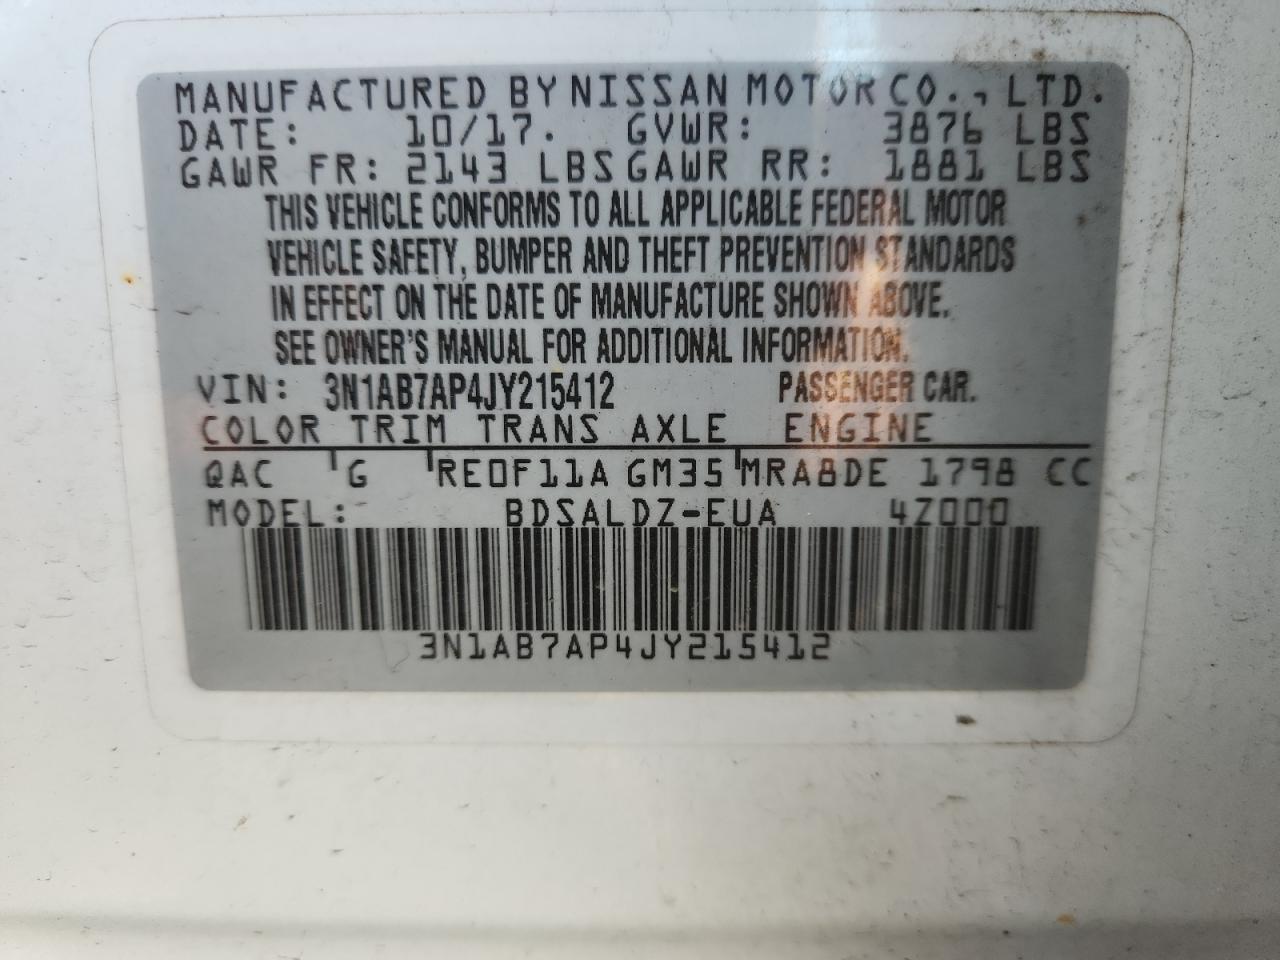 MANUFACTURED BY NISSAN MOTOR CO., LTD.
DATE: 10/17. GVWR: 3876 LBS
GAWR FR: 2143 LBS GAWR RR: 1881 LBS
THIS VEHICLE CONFORMS TO ALL APPLICABLE FEDERAL MOTOR
VEHICLE SAFETY, BUMPER AND THEFT PREVENTION STANDARDS
IN EFFECT ON THE DATE OF MANUFACTURE SHOWN ABOVE.
SEE OWNER'S MANUAL FOR ADDITIONAL INFORMATION.
VIN: 3N1AB7AP4JY215412 PASSENGER CAR.
COLOR TRIM TRANS AXLE ENGINE
QAC G RE0F11A GM35 MRA8DE 1798 CC
MODEL: BDSALDZ-EUA 4Z000
3N1AB7AP4JY215412